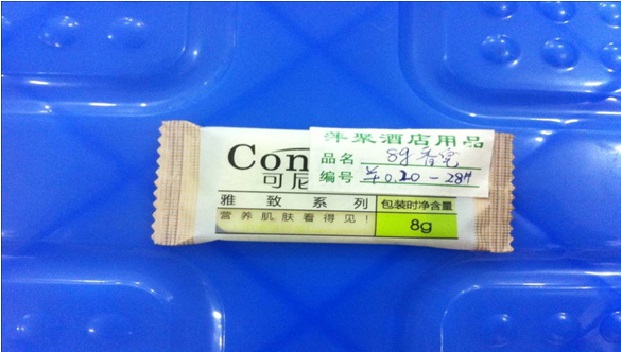 萍聚酒店用品
品名 8g香皂
编号
Con
可尼
雅致系列
包装时净含量
营养肌肤看得见!
8g